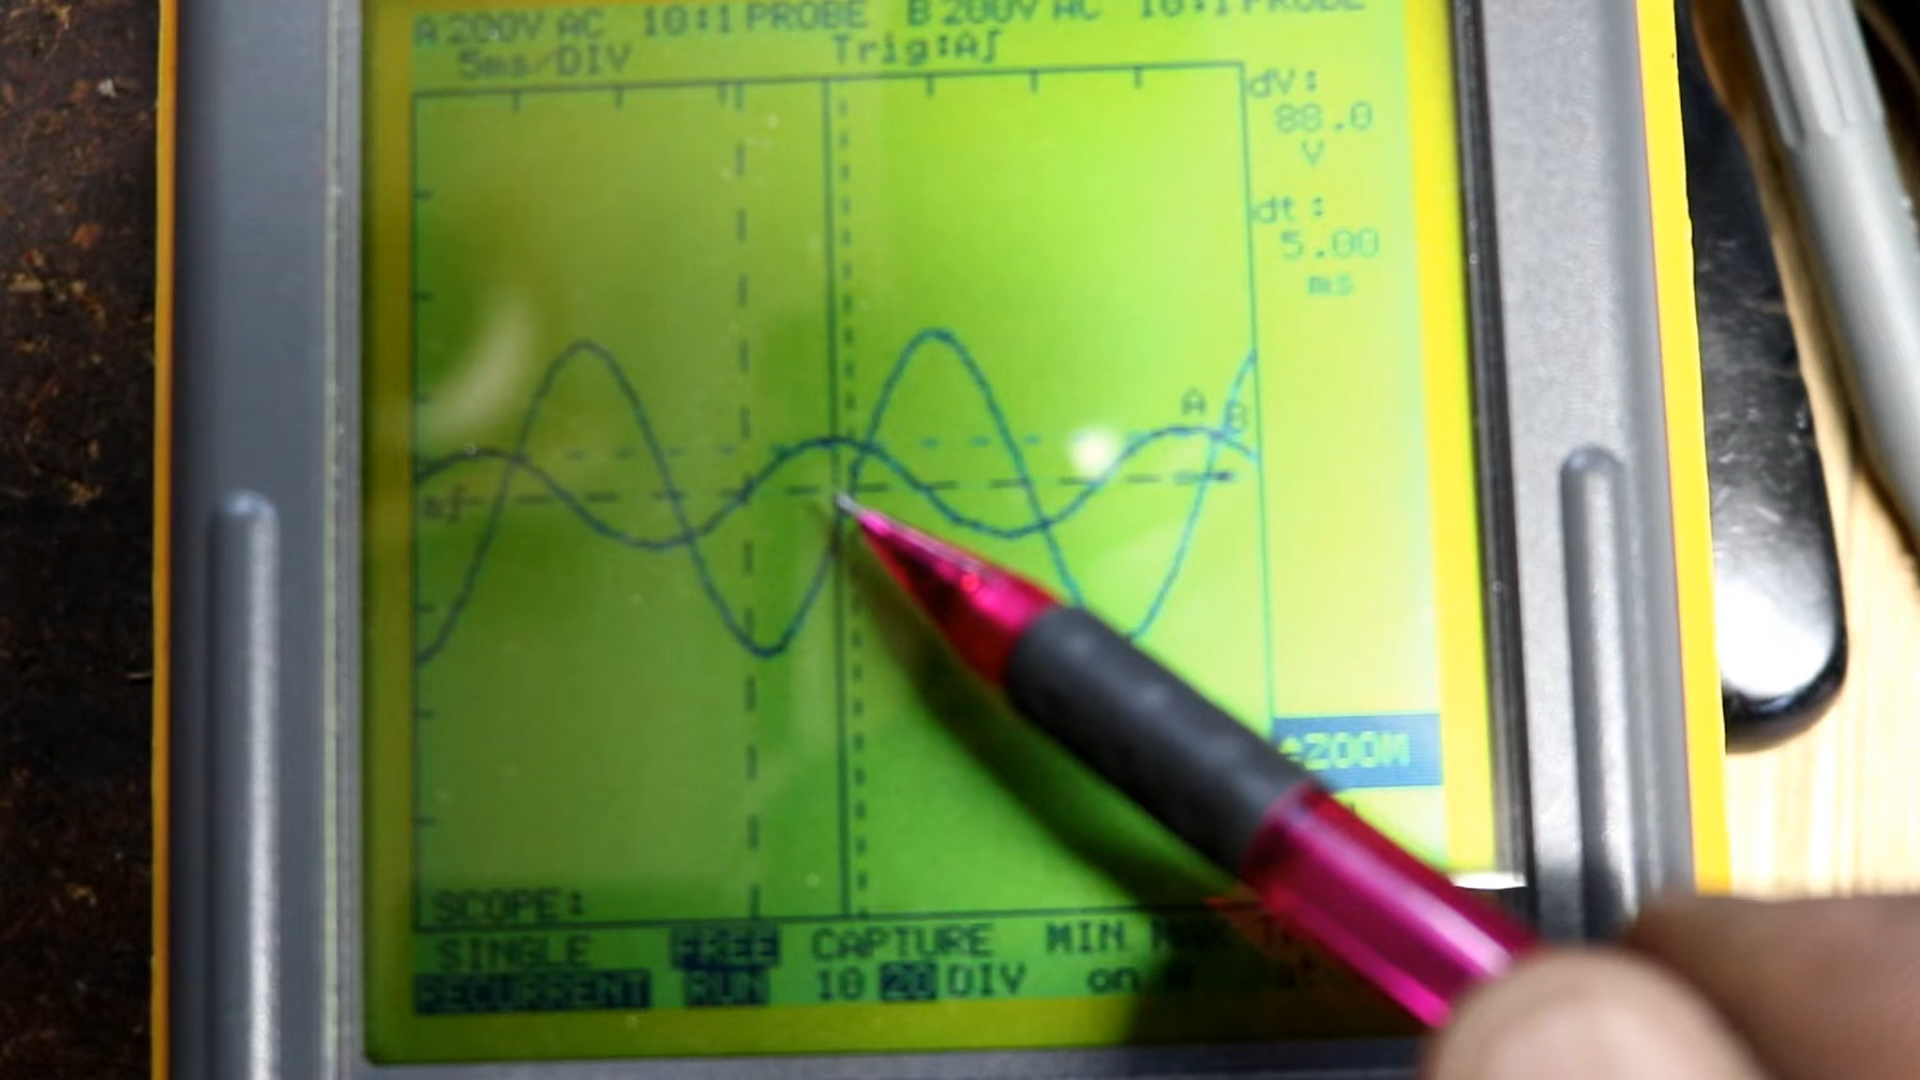 A 200V AC 10:1 PROBE B 200V AC 10:1 PROBE
5ms/DIV Trig:A∫
dV:
88.0
V
dt:
5.00
ms
A
B
ZOOM
SCOPE:
SINGLE FREE CAPTURE MIN MAX
RECURRENT RUN 10 20 DIV on A